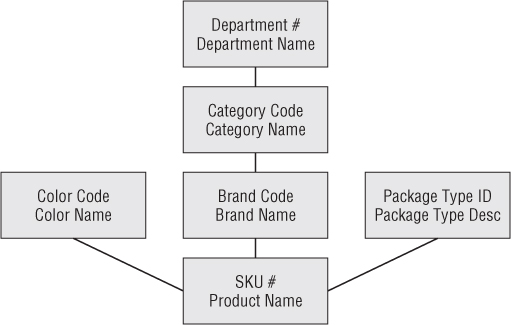 Department #
Department Name
Category Code
Category Name
Color Code
Color Name
Brand Code
Brand Name
Package Type ID
Package Type Desc
SKU #
Product Name